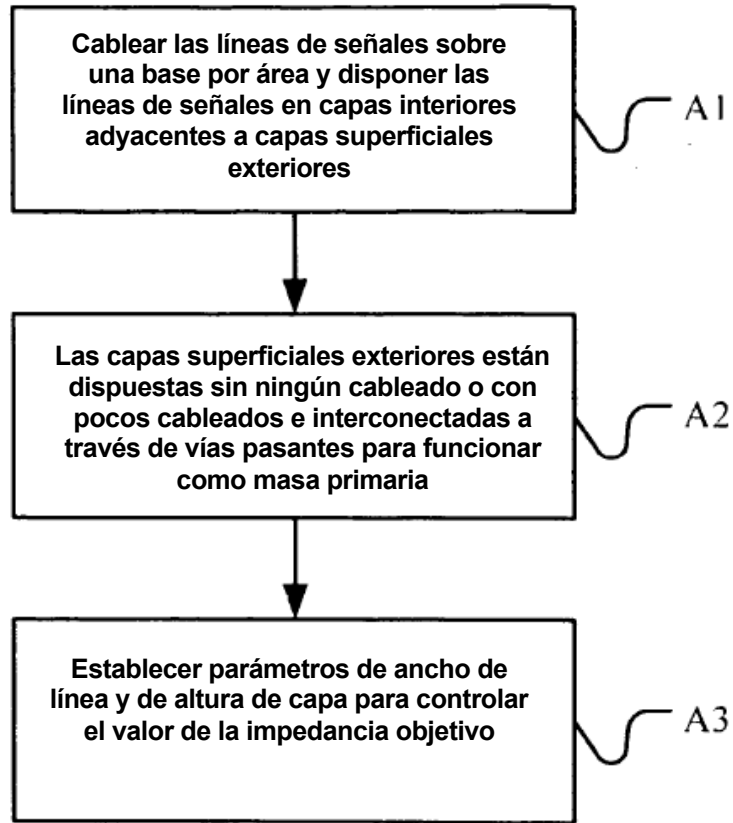 Cablear las líneas de señales sobre
una base por área y disponer las
líneas de señales en capas interiores
adyacentes a capas superficiales
exteriores
A1
Las capas superficiales exteriores están
dispuestas sin ningún cableado o con
pocos cableados e interconectadas a
través de vías pasantes para funcionar
como masa primaria
A2
Establecer parámetros de ancho de
línea y de altura de capa para controlar
el valor de la impedancia objetivo
A3